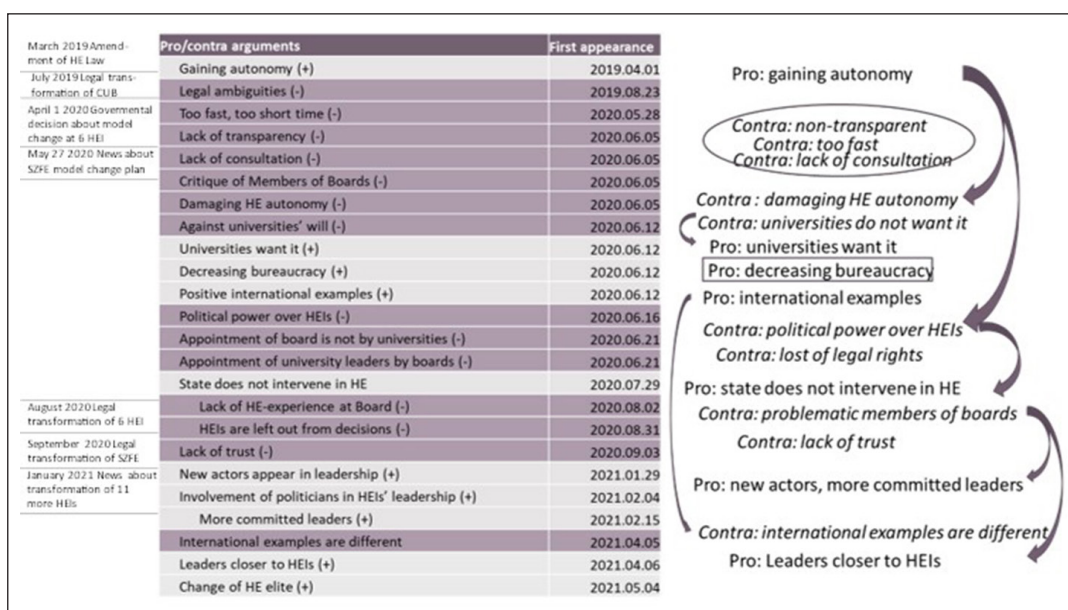 March 2019 Amend-
ment of HE Law
July 2019 Legal trans-
formation of CUB
April 1 2020 Govermental
decision about model
change at 6 HEI
May 27 2020 News about
SZFE model change plan
August 2020 Legal
transformation of 6 HEI
September 2020 Legal
transformation of SZFE
January 2021 News about
transformation of 11
more HEIs
Pro/contra arguments First appearance
Gaining autonomy (+) 2019.04.01
Legal ambiguities (-) 2019.08.23
Too fast, too short time (-) 2020.05.28
Lack of transparency (-) 2020.06.05
Lack of consultation (-) 2020.06.05
Critique of Members of Boards (-) 2020.06.05
Damaging HE autonomy (-) 2020.06.05
Against universities' will (-) 2020.06.12
Universities want it (+) 2020.06.12
Decreasing bureaucracy (+) 2020.06.12
Positive international examples (+) 2020.06.12
Political power over HEIs (-) 2020.06.16
Appointment of board is not by universities (-) 2020.06.21
Appointment of university leaders by boards (-) 2020.06.21
State does not intervene in HE 2020.07.29
Lack of HE-experience at Board (-) 2020.08.02
HEIs are left out from decisions (-) 2020.08.31
Lack of trust (-) 2020.09.03
New actors appear in leadership (+) 2021.01.29
Involvement of politicians in HEIs' leadership (+) 2021.02.04
More committed leaders (+) 2021.02.15
International examples are different 2021.04.05
Leaders closer to HEIs (+) 2021.04.06
Change of HE elite (+) 2021.05.04
Pro: gaining autonomy
Contra: non-transparent
Contra: too fast
Contra: lack of consultation
Contra : damaging HE autonomy
Contra: universities do not want it
Pro: universities want it
Pro: decreasing bureaucracy
Pro: international examples
Contra: political power over HEIs
Contra: lost of legal rights
Pro: state does not intervene in HE
Contra: problematic members of boards
Contra: lack of trust
Pro: new actors, more committed leaders
Contra: international examples are different
Pro: Leaders closer to HEIs